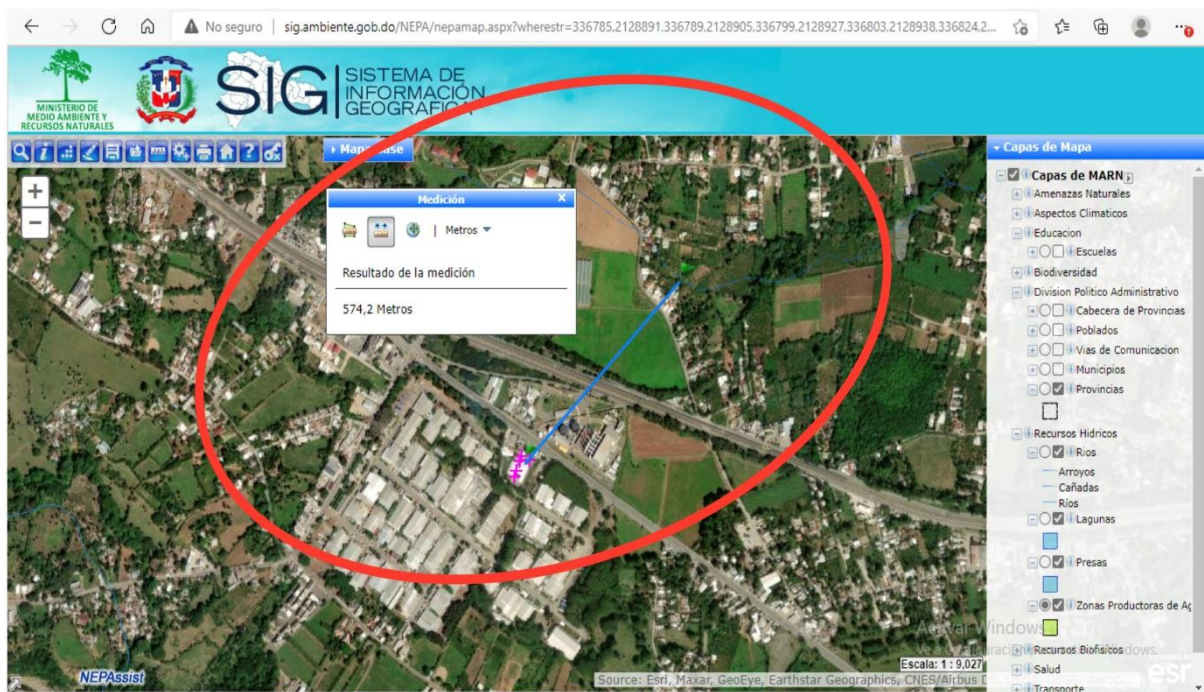 No seguro | sig.ambiente.gob.do/NEPA/nepamap.aspx?wherestr=336785,2128891,336789,2128905,336799,2128927,336803,2128938,336824,2...
MINISTERIO DE
MEDIO AMBIENTE Y
RECURSOS NATURALES
SIG
SISTEMA DE
INFORMACIÓN
GEOGRAFICA
Medición
X
Metros
Resultado de la medición
574,2 Metros
Capas de Mapa
Capas de MARN
Amenazas Naturales
Aspectos Climaticos
Educacion
Escuelas
Biodiversidad
Division Politico Administrativo
Cabecera de Provincias
Poblados
Vias de Comunicacion
Municipios
Provincias
Recursos Hidricos
Rios
Arroyos
Cañadas
Ríos
Lagunas
Presas
Zonas Productoras de Ag
Recursos Biofisicos
Salud
Transporte
Escala: 1 : 9,027
NEPAssist
Source: Esri, Maxar, GeoEye, Earthstar Geographics, CNES/Airbus D
esr